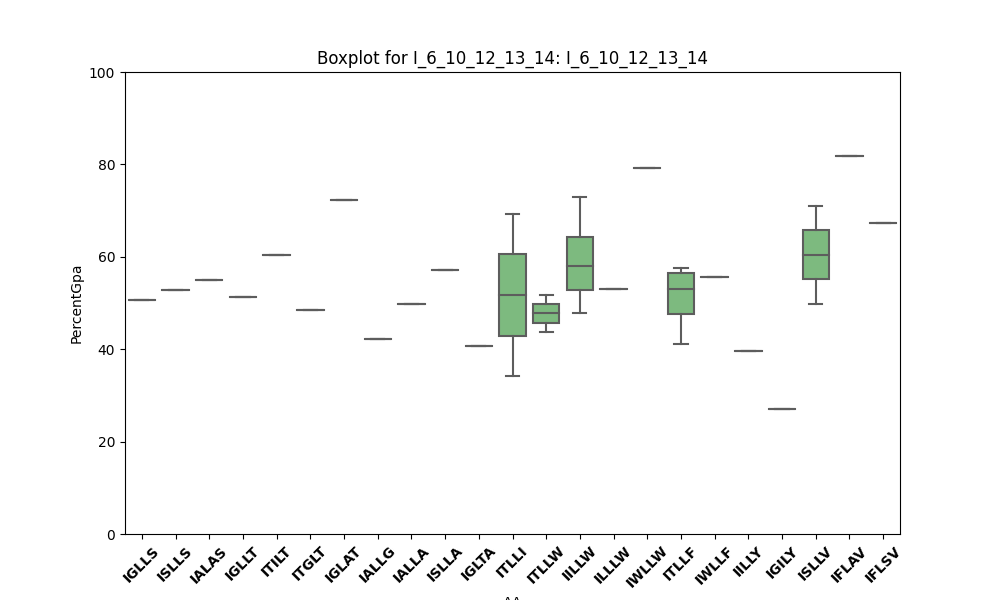 Boxplot for I_6_10_12_13_14: I_6_10_12_13_14
PercentGpa
100
80
60
40
20
0
IGLLS ISLLS IALAS IGLLT ITILT ITGLT IGLAT IALLG IALLA ISLLA IGLTA ITLLI ITLLW IILLW ILLLW IWLLW ITLLF IWLLF IILLY IGILY ISLLV IFLAV IFLSV
AA